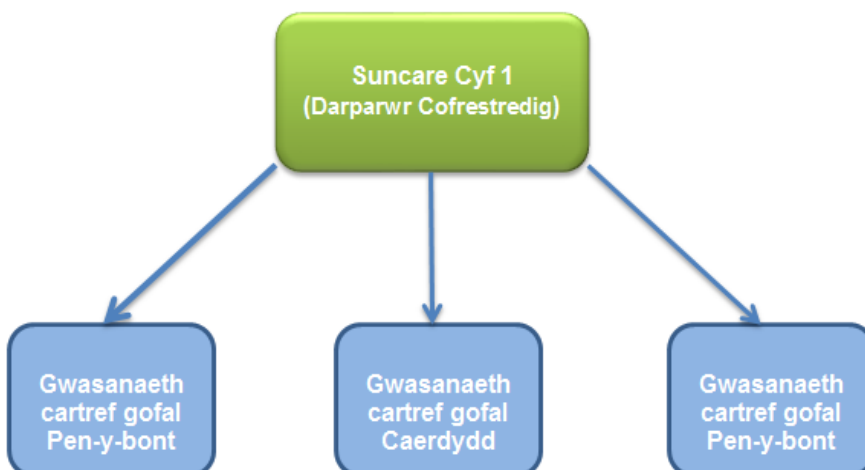 Suncare Cyf 1
(Darparwr Cofrestredig)
Gwasanaeth
cartref gofal
Pen-y-bont
Gwasanaeth
cartref gofal
Caerdydd
Gwasanaeth
cartref gofal
Pen-y-bont